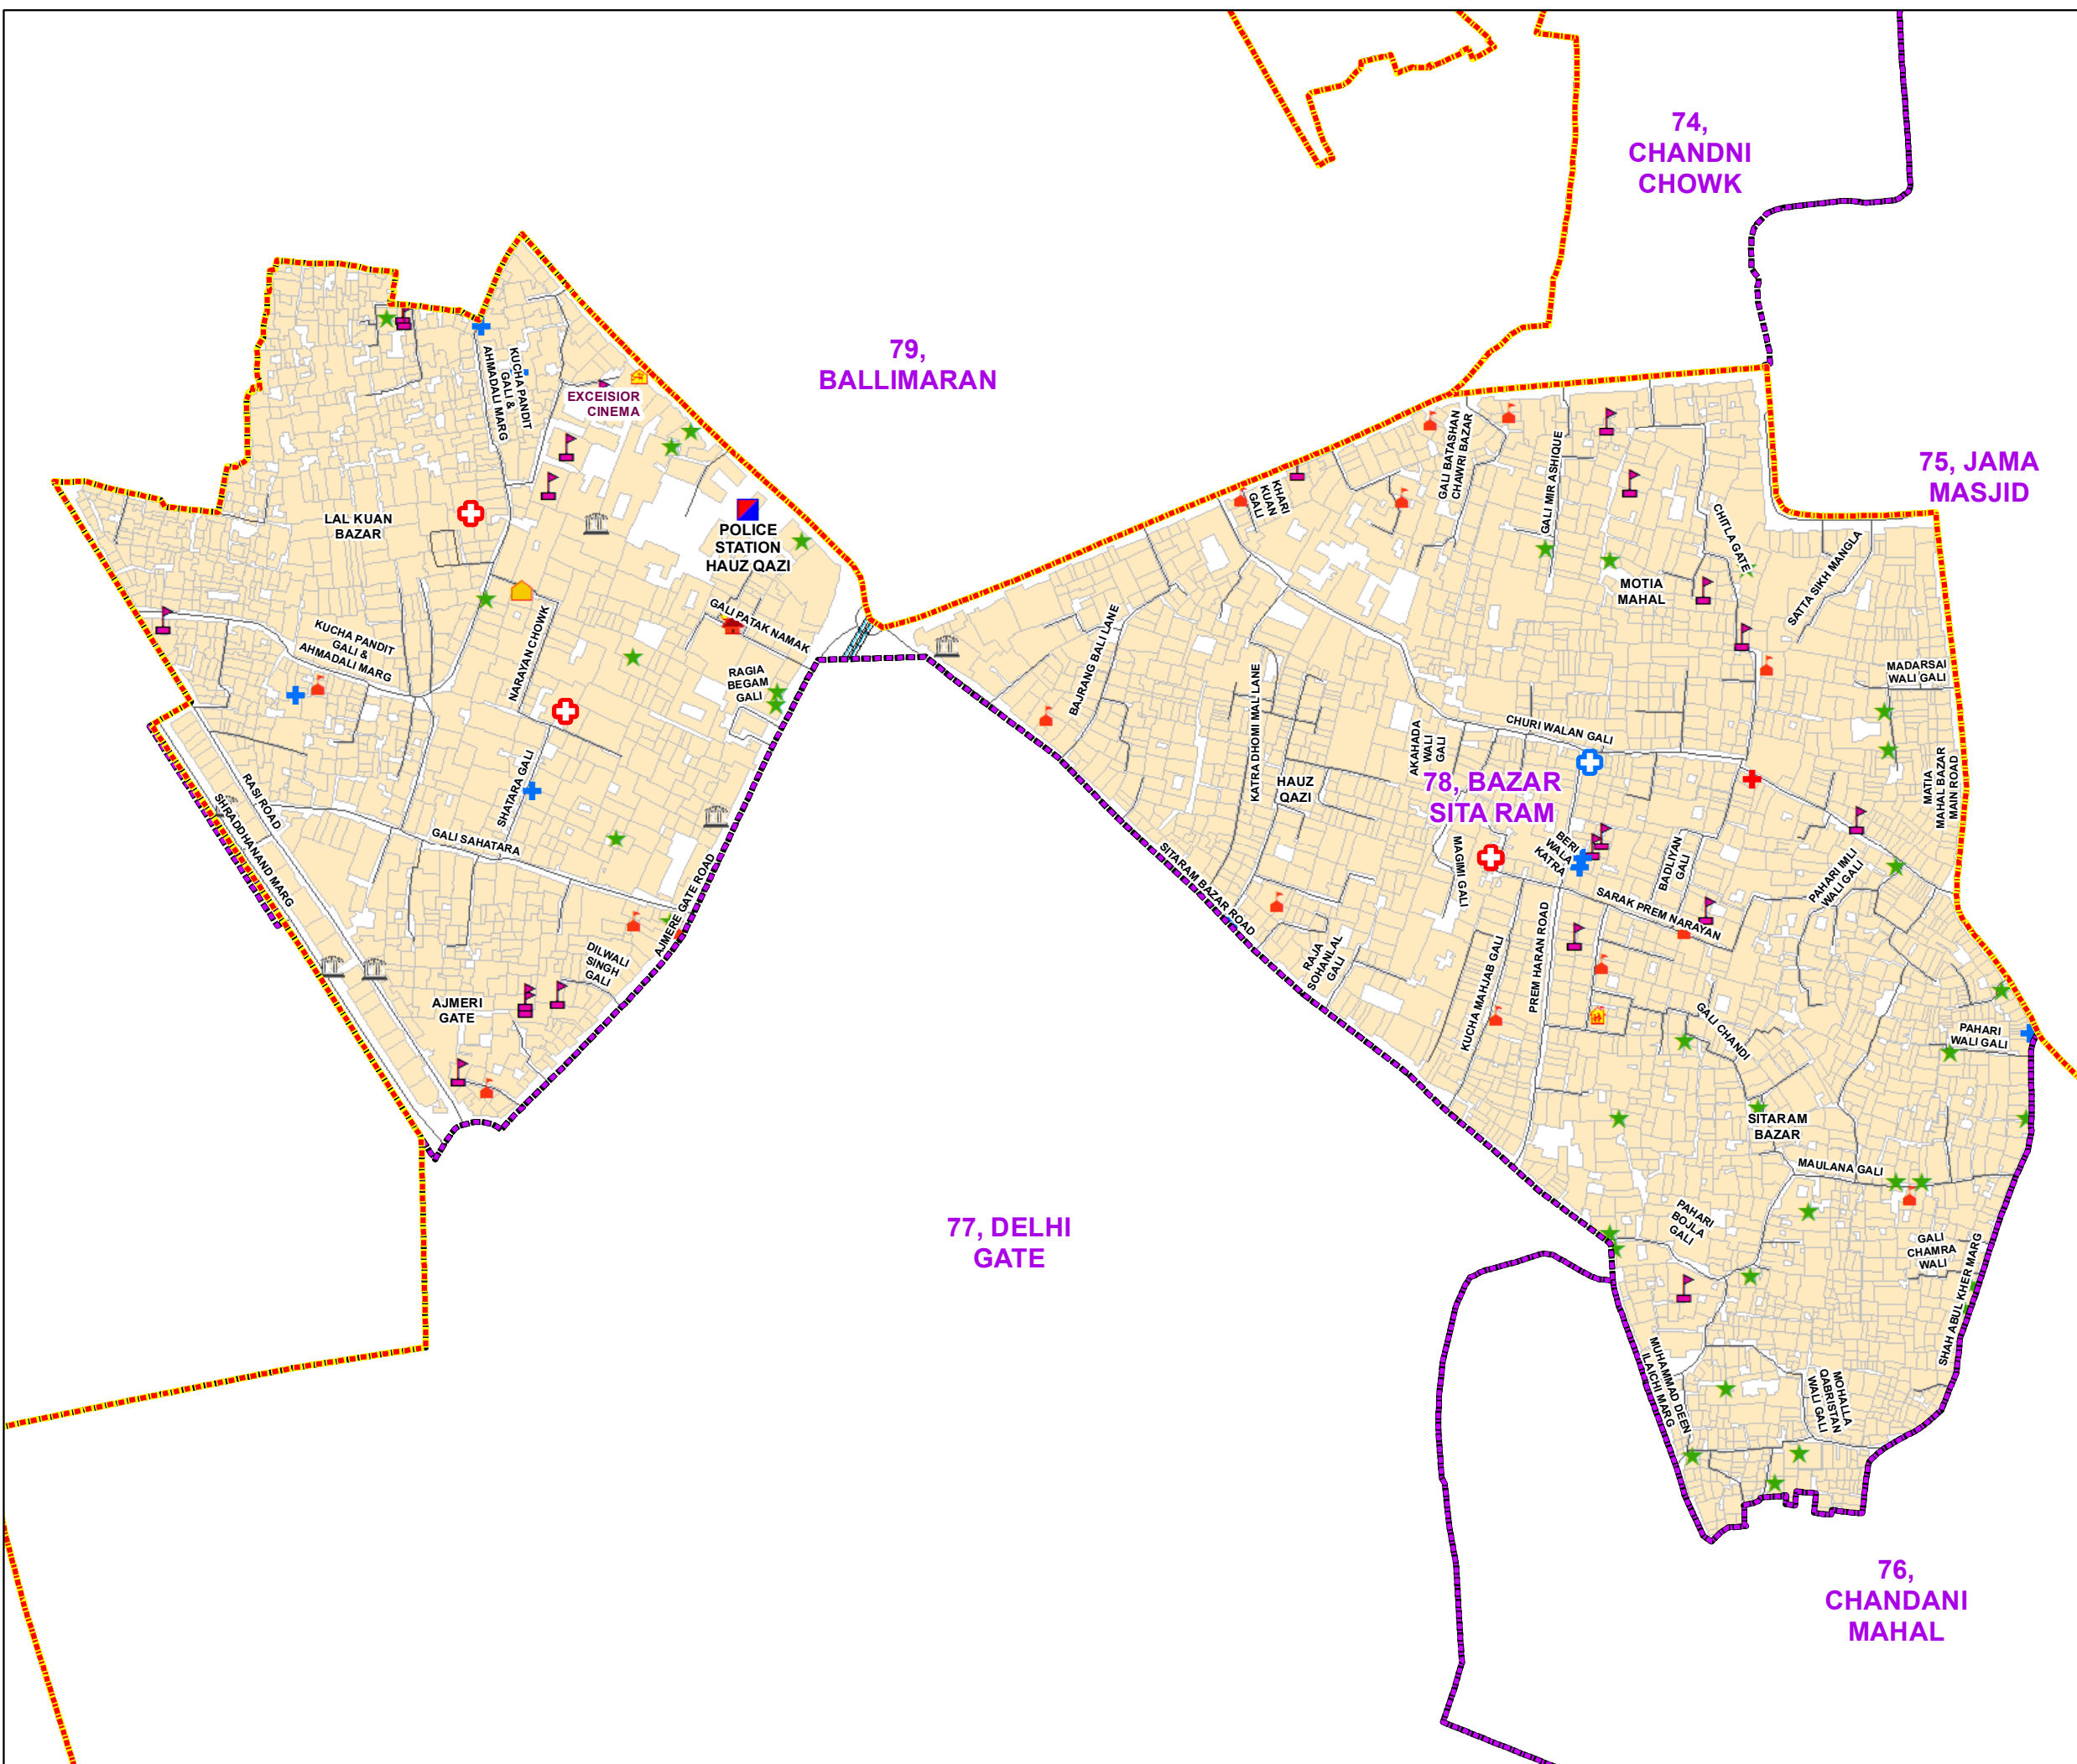 74,
CHANDNI
CHOWK
79,
BALLIMARAN
75, JAMA
MASJID
KUCHA PANDIT
GALI &
AHMADALI MARG
EXCEISIOR
CINEMA
LAL KUAN
BAZAR
POLICE
STATION
HAUZ QAZI
GALI PATAK NAMAK
KUCHA PANDIT
GALI &
AHMADALI MARG
NARAYAN CHOWK
RAGIA
BEGAM
GALI
RASI ROAD
SHRADDHANAND MARG
SHATARA GALI
GALI SAHATARA
AJMERE GATE ROAD
DILWALI
SINGH
GALI
AJMERI
GATE
KHARI
KUAN
GALI
GALI BATASHAN
CHAWRI BAZAR
GALI MIR ASHIQUE
CHITLA GATE
MOTIA
MAHAL
SATTA SIKH MANGLA
MADARSAI
WALI GALI
BAJRANG BALI LANE
KATRA DHOMI MAL LANE
HAUZ
QAZI
AKAHADA
WALI
GALI
CHURI WALAN GALI
78, BAZAR
SITA RAM
MATIA
MAHAL BAZAR
MAIN ROAD
SITARAM BAZAR ROAD
MAGIMI GALI
BERI
WALA
KATRA
BADLIYAN
GALI
PAHARI IMLI
WALI GALI
SARAK PREM NARAYAN
RAJA
SOHANLAL
GALI
KUCHA MAHJAB GALI
PREM HARAN ROAD
GALI CHANDI
PAHARI
WALI GALI
SITARAM
BAZAR
MAULANA GALI
PAHARI
BOJLA
GALI
GALI
CHAMRA
WALI
SHAH ABUL KHER MARG
77, DELHI
GATE
MUHAMMAD DEEN
ILAICHI MARG
MOHALLA
QABRISTAN
WALI GALI
76,
CHANDANI
MAHAL